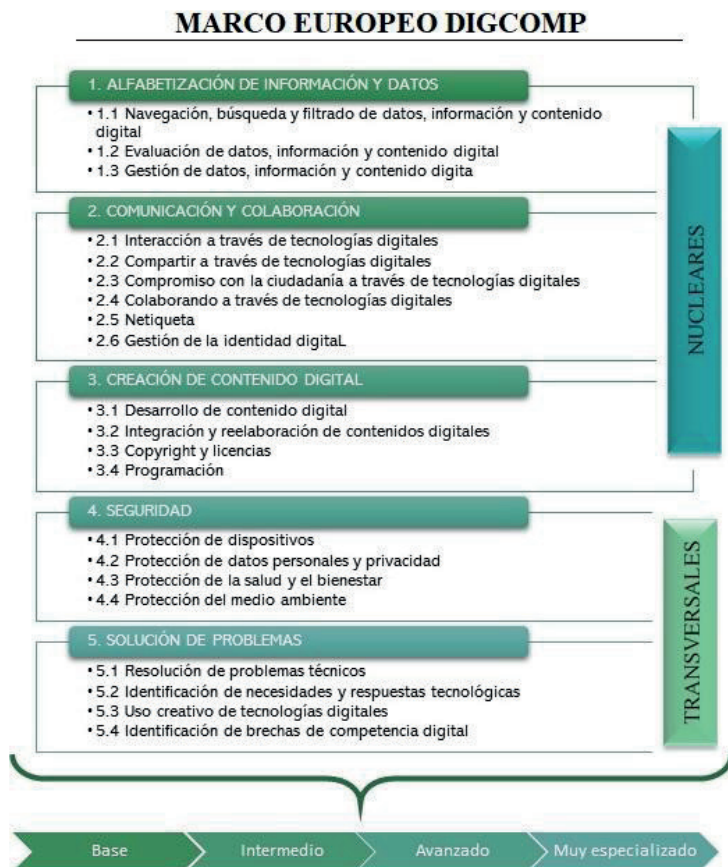 MARCO EUROPEO DIGCOMP
1. ALFABETIZACIÓN DE INFORMACIÓN Y DATOS
• 1.1 Navegación, búsqueda y filtrado de datos, información y contenido
digital
• 1.2 Evaluación de datos, información y contenido digital
• 1.3 Gestión de datos, información y contenido digita
2. COMUNICACIÓN Y COLABORACIÓN
• 2.1 Interacción a través de tecnologías digitales
• 2.2 Compartir a través de tecnologías digitales
• 2.3 Compromiso con la ciudadanía a través de tecnologías digitales
• 2.4 Colaborando a través de tecnologías digitales
• 2.5 Netiqueta
• 2.6 Gestión de la identidad digitaL
3. CREACIÓN DE CONTENIDO DIGITAL
• 3.1 Desarrollo de contenido digital
• 3.2 Integración y reelaboración de contenidos digitales
• 3.3 Copyright y licencias
• 3.4 Programación
NUCLEARES
4. SEGURIDAD
• 4.1 Protección de dispositivos
• 4.2 Protección de datos personales y privacidad
• 4.3 Protección de la salud y el bienestar
• 4.4 Protección del medio ambiente
5. SOLUCIÓN DE PROBLEMAS
• 5.1 Resolución de problemas técnicos
• 5.2 Identificación de necesidades y respuestas tecnológicas
• 5.3 Uso creativo de tecnologías digitales
• 5.4 Identificación de brechas de competencia digital
TRANSVERSALES
Base
Intermedio
Avanzado
Muy especializado